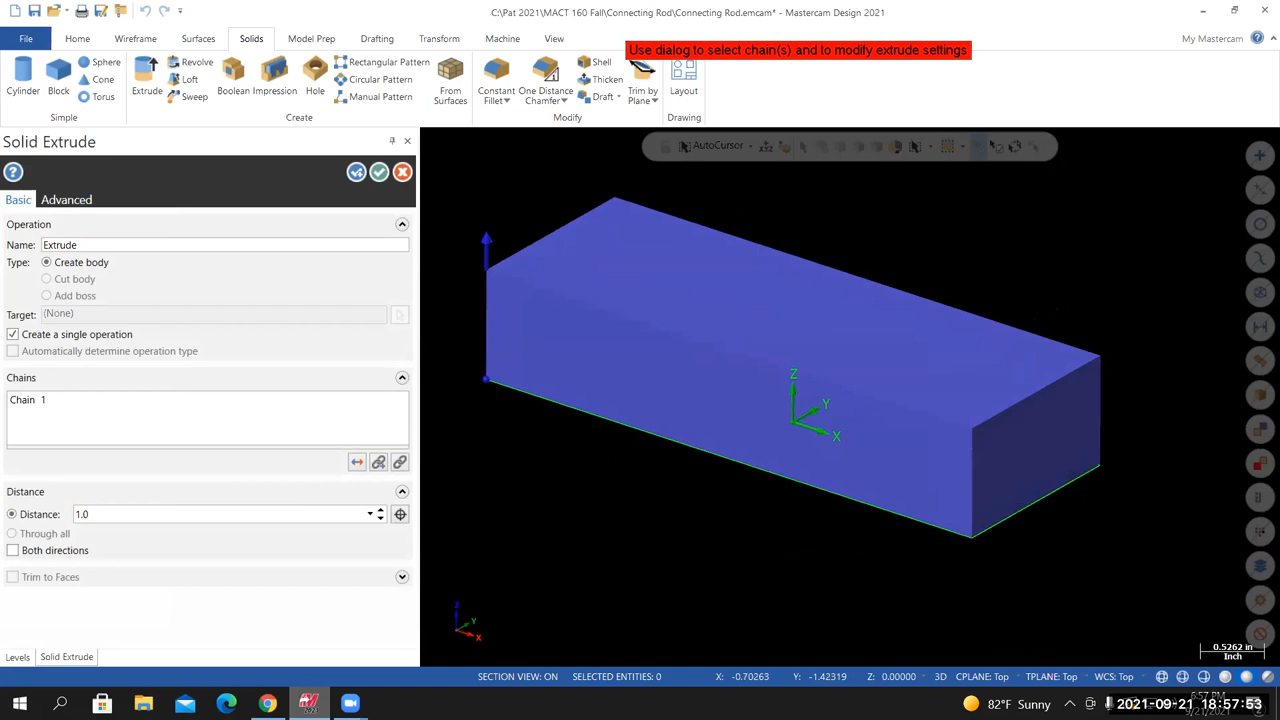 C:\Pat 2021\MACT 160 Fall\Connecting Rod\Connecting Rod.emcam* - Mastercam Design 2021
File Home Wireframe Surfaces Solids Model Prep Drafting Transform Machine View My Mastercam
Use dialog to select chain(s) and to modify extrude settings
Cylinder Block Sphere Cone Torus
Simple
Extrude Revolve Loft Sweep Boolean Impression Hole Rectangular Pattern Circular Pattern Manual Pattern From Surfaces
Create
Constant Fillet One Distance Chamfer Shell Thicken Draft Trim by Plane
Modify
Layout
Drawing
Solid Extrude
AutoCursor
Basic Advanced
Operation
Name: Extrude
Type: Create body
Cut body
Add boss
Target: (None)
Create a single operation
Automatically determine operation type
Chains
Chain 1
Distance
Distance: 1.0
Through all
Both directions
Trim to Faces
Z
Y
X
Z
Y
X
0.5262 in
Inch
Levels Solid Extrude
SECTION VIEW: ON SELECTED ENTITIES: 0 X: -0.70263 Y: -1.42319 Z: 0.00000 3D CPLANE: Top TPLANE: Top WCS: Top
82°F Sunny
6:57 PM
2021-09-21 18:57:53
9/21/2021